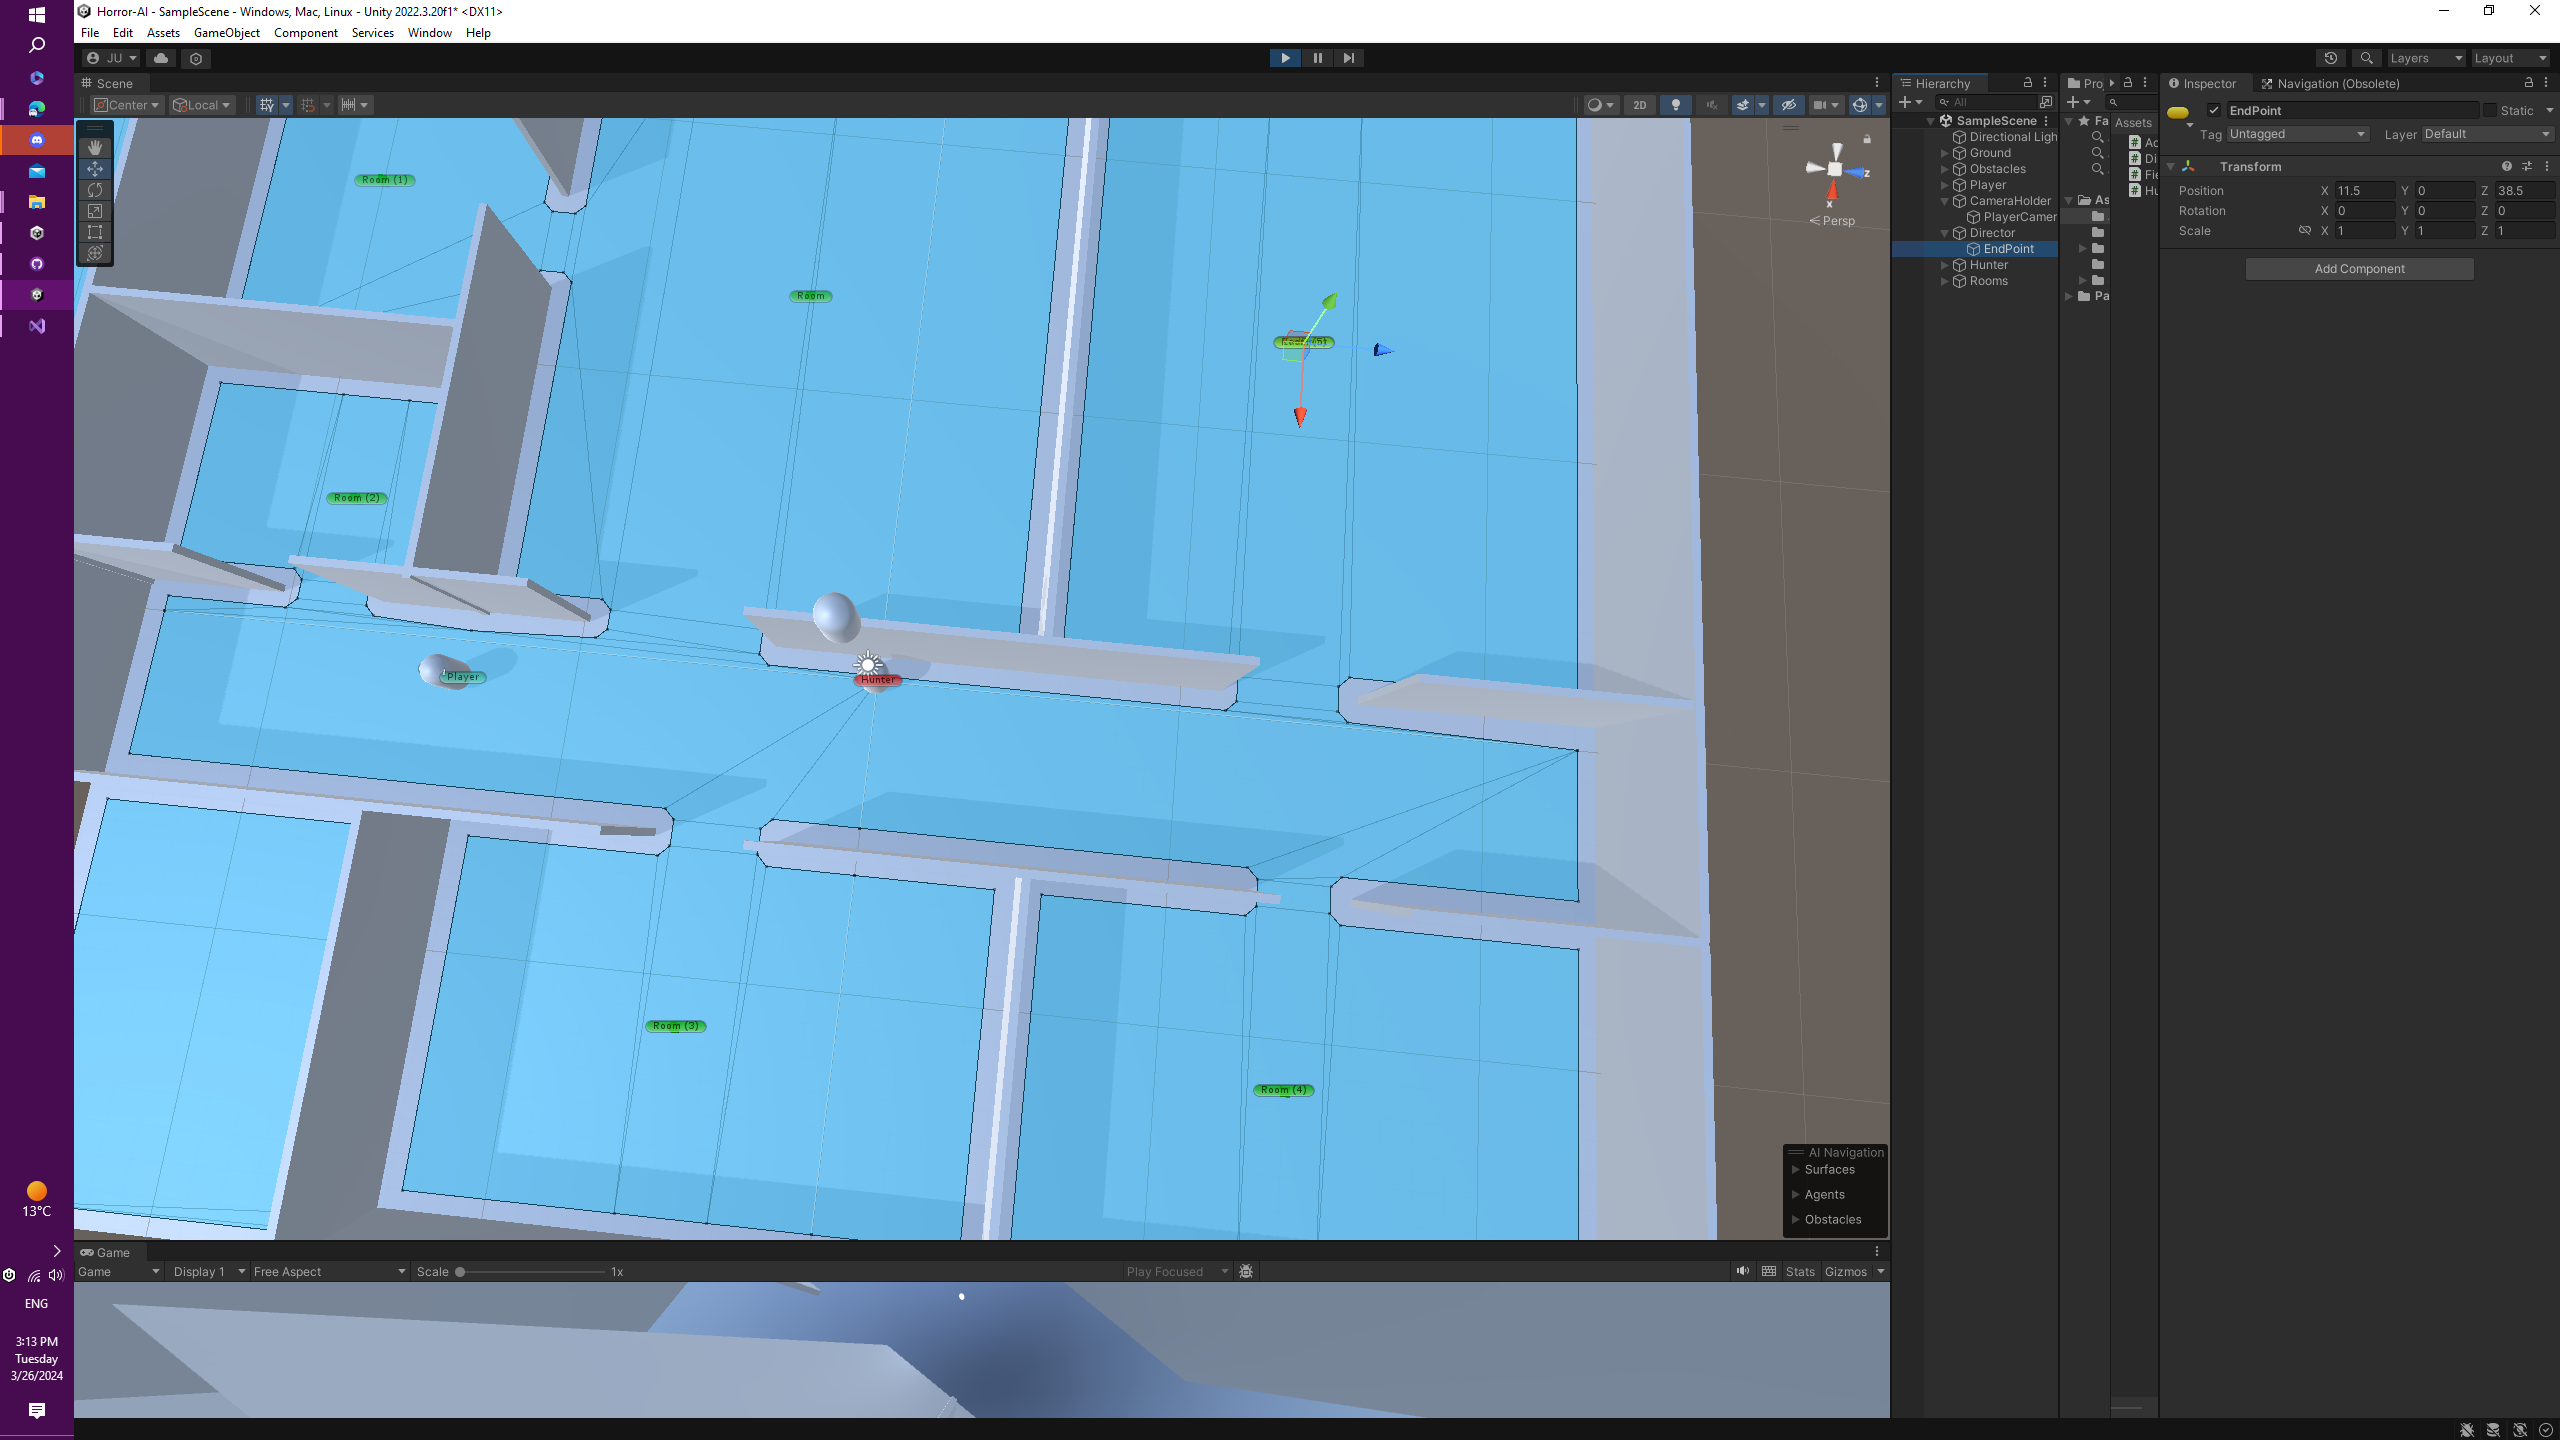 Horror-AI - SampleScene - Windows, Mac, Linux - Unity 2022.3.20f1* <DX11>
File Edit Assets GameObject Component Services Window Help
JU
Layers Layout
Scene
Center Local
2D
Room (1)
Room
Room (2)
Player
Hunter
Room (3)
Room (4)
z
x
Persp
AI Navigation
Surfaces
Agents
Obstacles
Game
Game Display 1 Free Aspect Scale 1x Play Focused Stats Gizmos
Hierarchy
All
SampleScene
Directional Ligh
Ground
Obstacles
Player
CameraHolder
PlayerCamer
Director
EndPoint
Hunter
Rooms
Pro
Fa
As
Pa
Assets
Ac
Di
Fie
Hu
Inspector Navigation (Obsolete)
EndPoint Static
Tag Untagged Layer Default
Transform
Position X 11.5 Y 0 Z 38.5
Rotation X 0 Y 0 Z 0
Scale X 1 Y 1 Z 1
Add Component
13°C
ENG
3:13 PM
Tuesday
3/26/2024